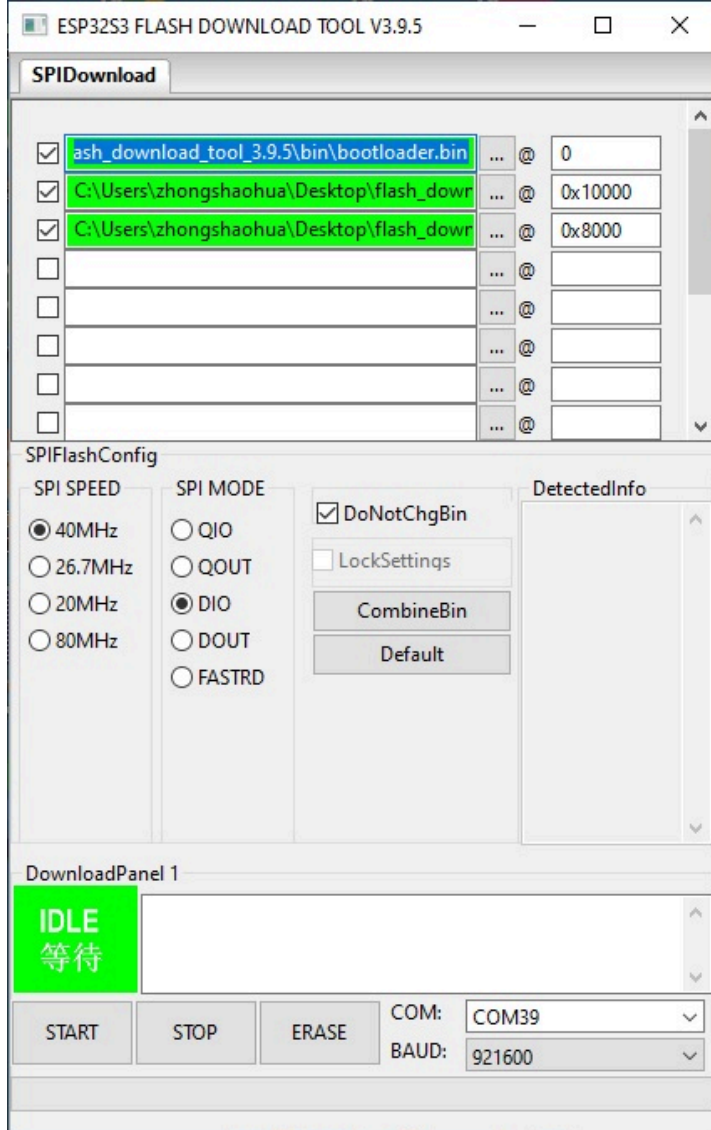 ESP32S3 FLASH DOWNLOAD TOOL V3.9.5
SPIDownload
ash_download_tool_3.9.5\bin\bootloader.bin ... @ 0
C:\Users\zhongshaohua\Desktop\flash_down ... @ 0x10000
C:\Users\zhongshaohua\Desktop\flash_down ... @ 0x8000
... @
... @
... @
... @
... @
SPIFlashConfig
SPI SPEED
40MHz
26.7MHz
20MHz
80MHz
SPI MODE
QIO
QOUT
DIO
DOUT
FASTRD
DoNotChgBin
LockSettings
CombineBin
Default
DetectedInfo
DownloadPanel 1
IDLE
等待
START STOP ERASE
COM: COM39
BAUD: 921600